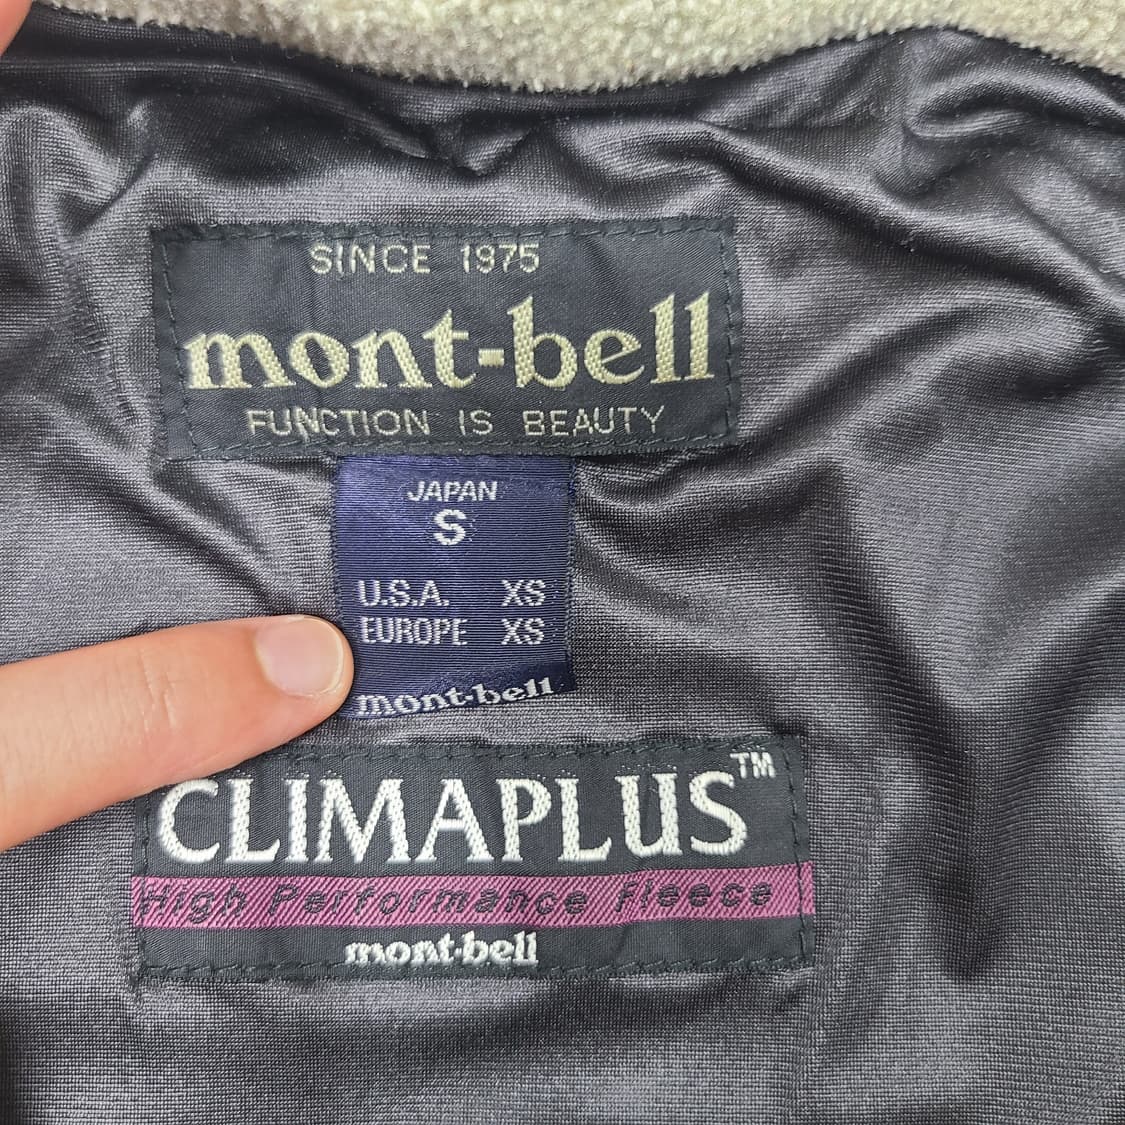 SINCE 1975
mont-bell
FUNCTION IS BEAUTY
JAPAN
S
U.S.A. XS
EUROPE XS
mont-bell
CLIMAPLUS™
High Performance Fleece
mont-bell